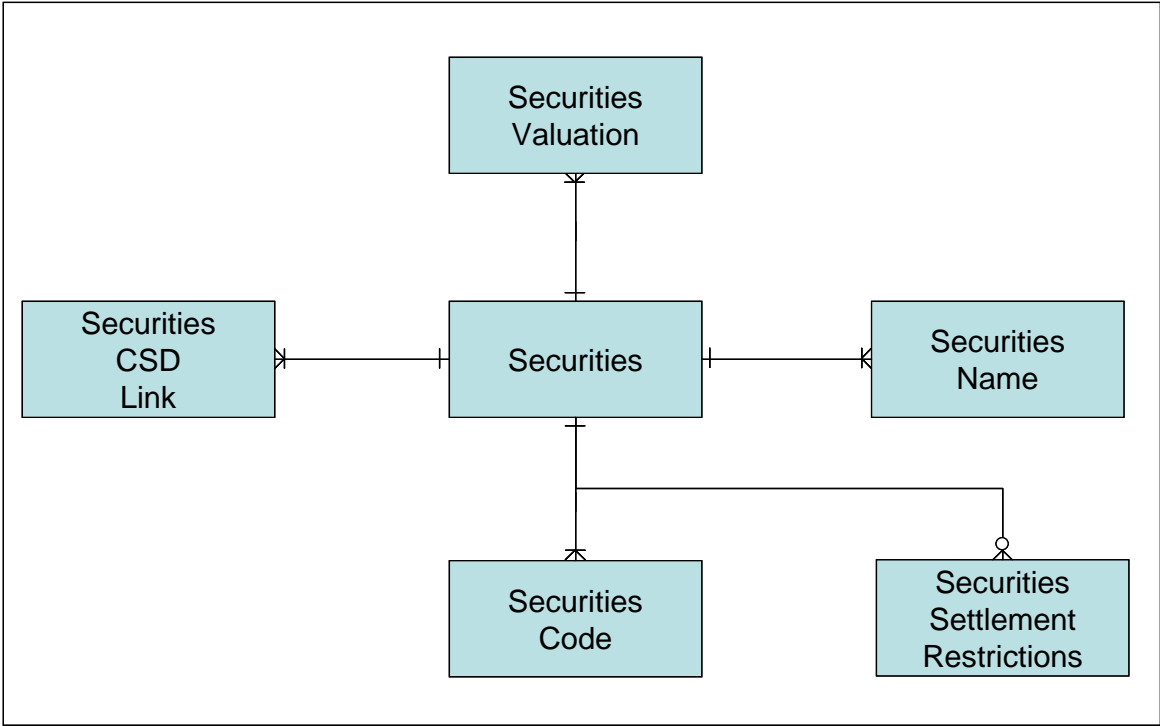 Securities
Valuation
Securities
CSD
Link
Securities
Securities
Name
Securities
Code
Securities
Settlement
Restrictions